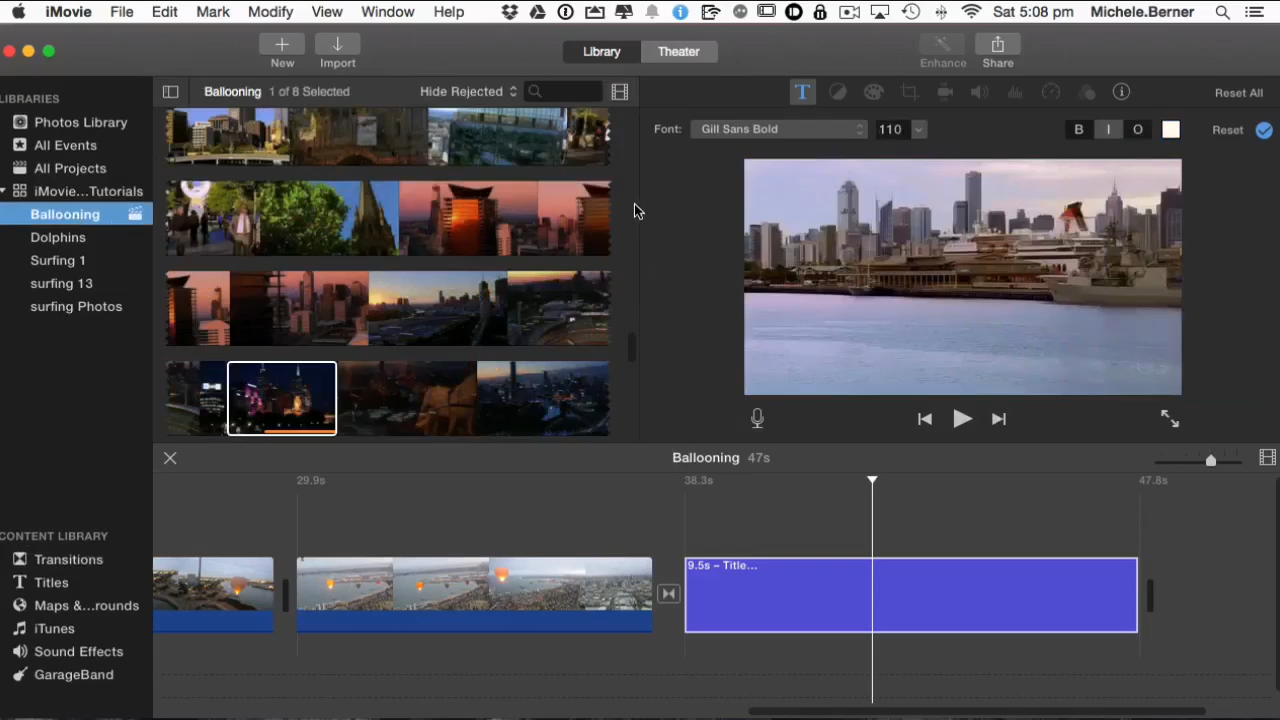 iMovie File Edit Mark Modify View Window Help Sat 5:08 pm Michele.Berner
New Import Library Theater Enhance Share
LIBRARIES
Photos Library
All Events
All Projects
iMovie...Tutorials
Ballooning
Dolphins
Surfing 1
surfing 13
surfing Photos
Ballooning 1 of 8 Selected Hide Rejected
Reset All
Font: Gill Sans Bold 110 B I O Reset
Ballooning 47s
29.9s 38.3s 47.8s
9.5s – Title...
CONTENT LIBRARY
Transitions
Titles
Maps &...rounds
iTunes
Sound Effects
GarageBand